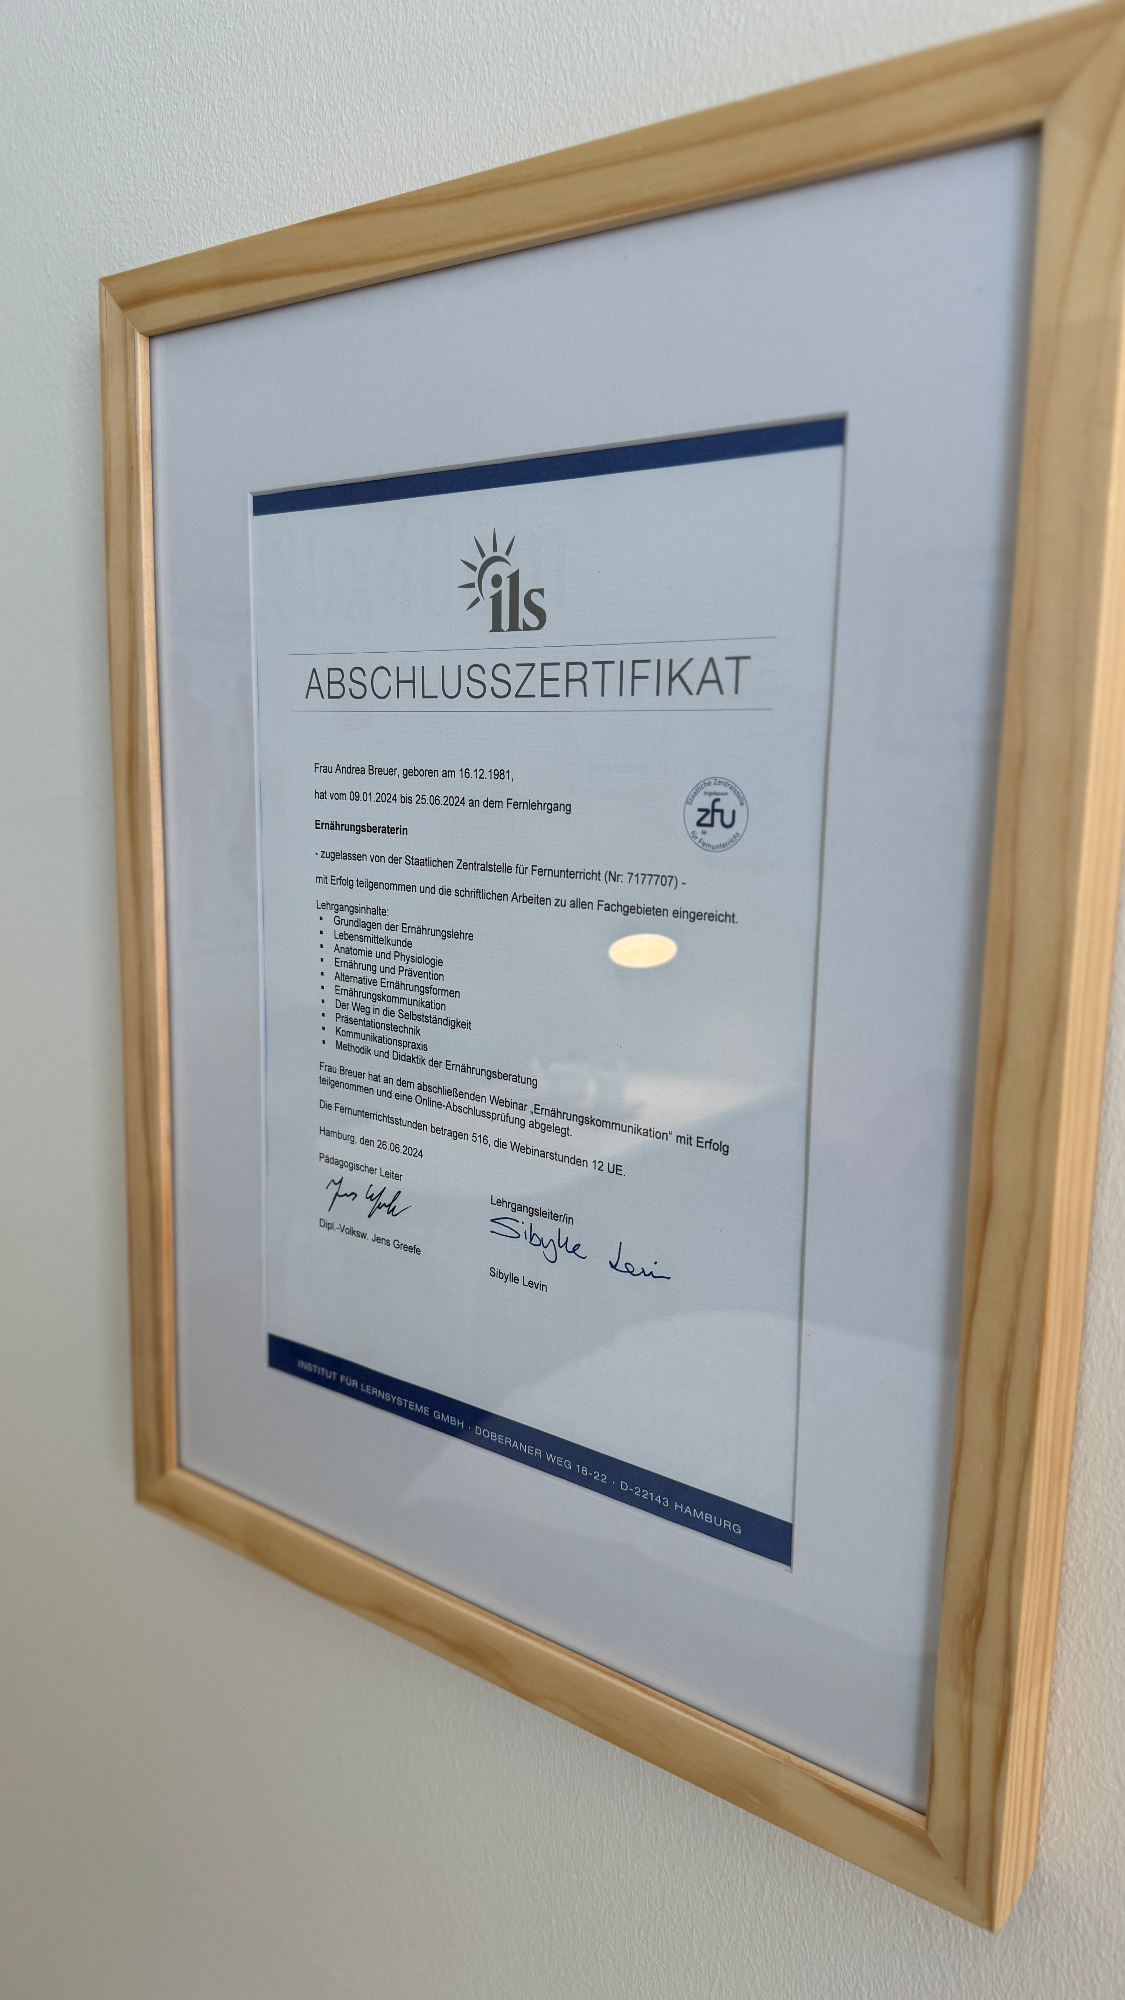 ils
ABSCHLUSSZERTIFIKAT
Frau Andrea Breuer, geboren am 16.12.1981,
hat vom 09.01.2024 bis 25.06.2024 an dem Fernlehrgang
Ernährungsberaterin
Staatliche Zentralstelle
zugelassen
zfu
für Fernunterricht
- zugelassen von der Staatlichen Zentralstelle für Fernunterricht (Nr: 7177707) -
mit Erfolg teilgenommen und die schriftlichen Arbeiten zu allen Fachgebieten eingereicht.
Lehrgangsinhalte:
▪ Grundlagen der Ernährungslehre
▪ Lebensmittelkunde
▪ Anatomie und Physiologie
▪ Ernährung und Prävention
▪ Alternative Ernährungsformen
▪ Ernährungskommunikation
▪ Der Weg in die Selbstständigkeit
▪ Präsentationstechnik
▪ Kommunikationspraxis
▪ Methodik und Didaktik der Ernährungsberatung
Frau Breuer hat an dem abschließenden Webinar „Ernährungskommunikation“ mit Erfolg
teilgenommen und eine Online-Abschlussprüfung abgelegt.
Die Fernunterrichtsstunden betragen 516, die Webinarstunden 12 UE.
Hamburg, den 26.06.2024
Pädagogischer Leiter
Dipl.-Volksw. Jens Greefe
Lehrgangsleiter/in
Sibylle Levin
Sibylle Levin
INSTITUT FÜR LERNSYSTEME GMBH · DOBERANER WEG 18-22 · D-22143 HAMBURG